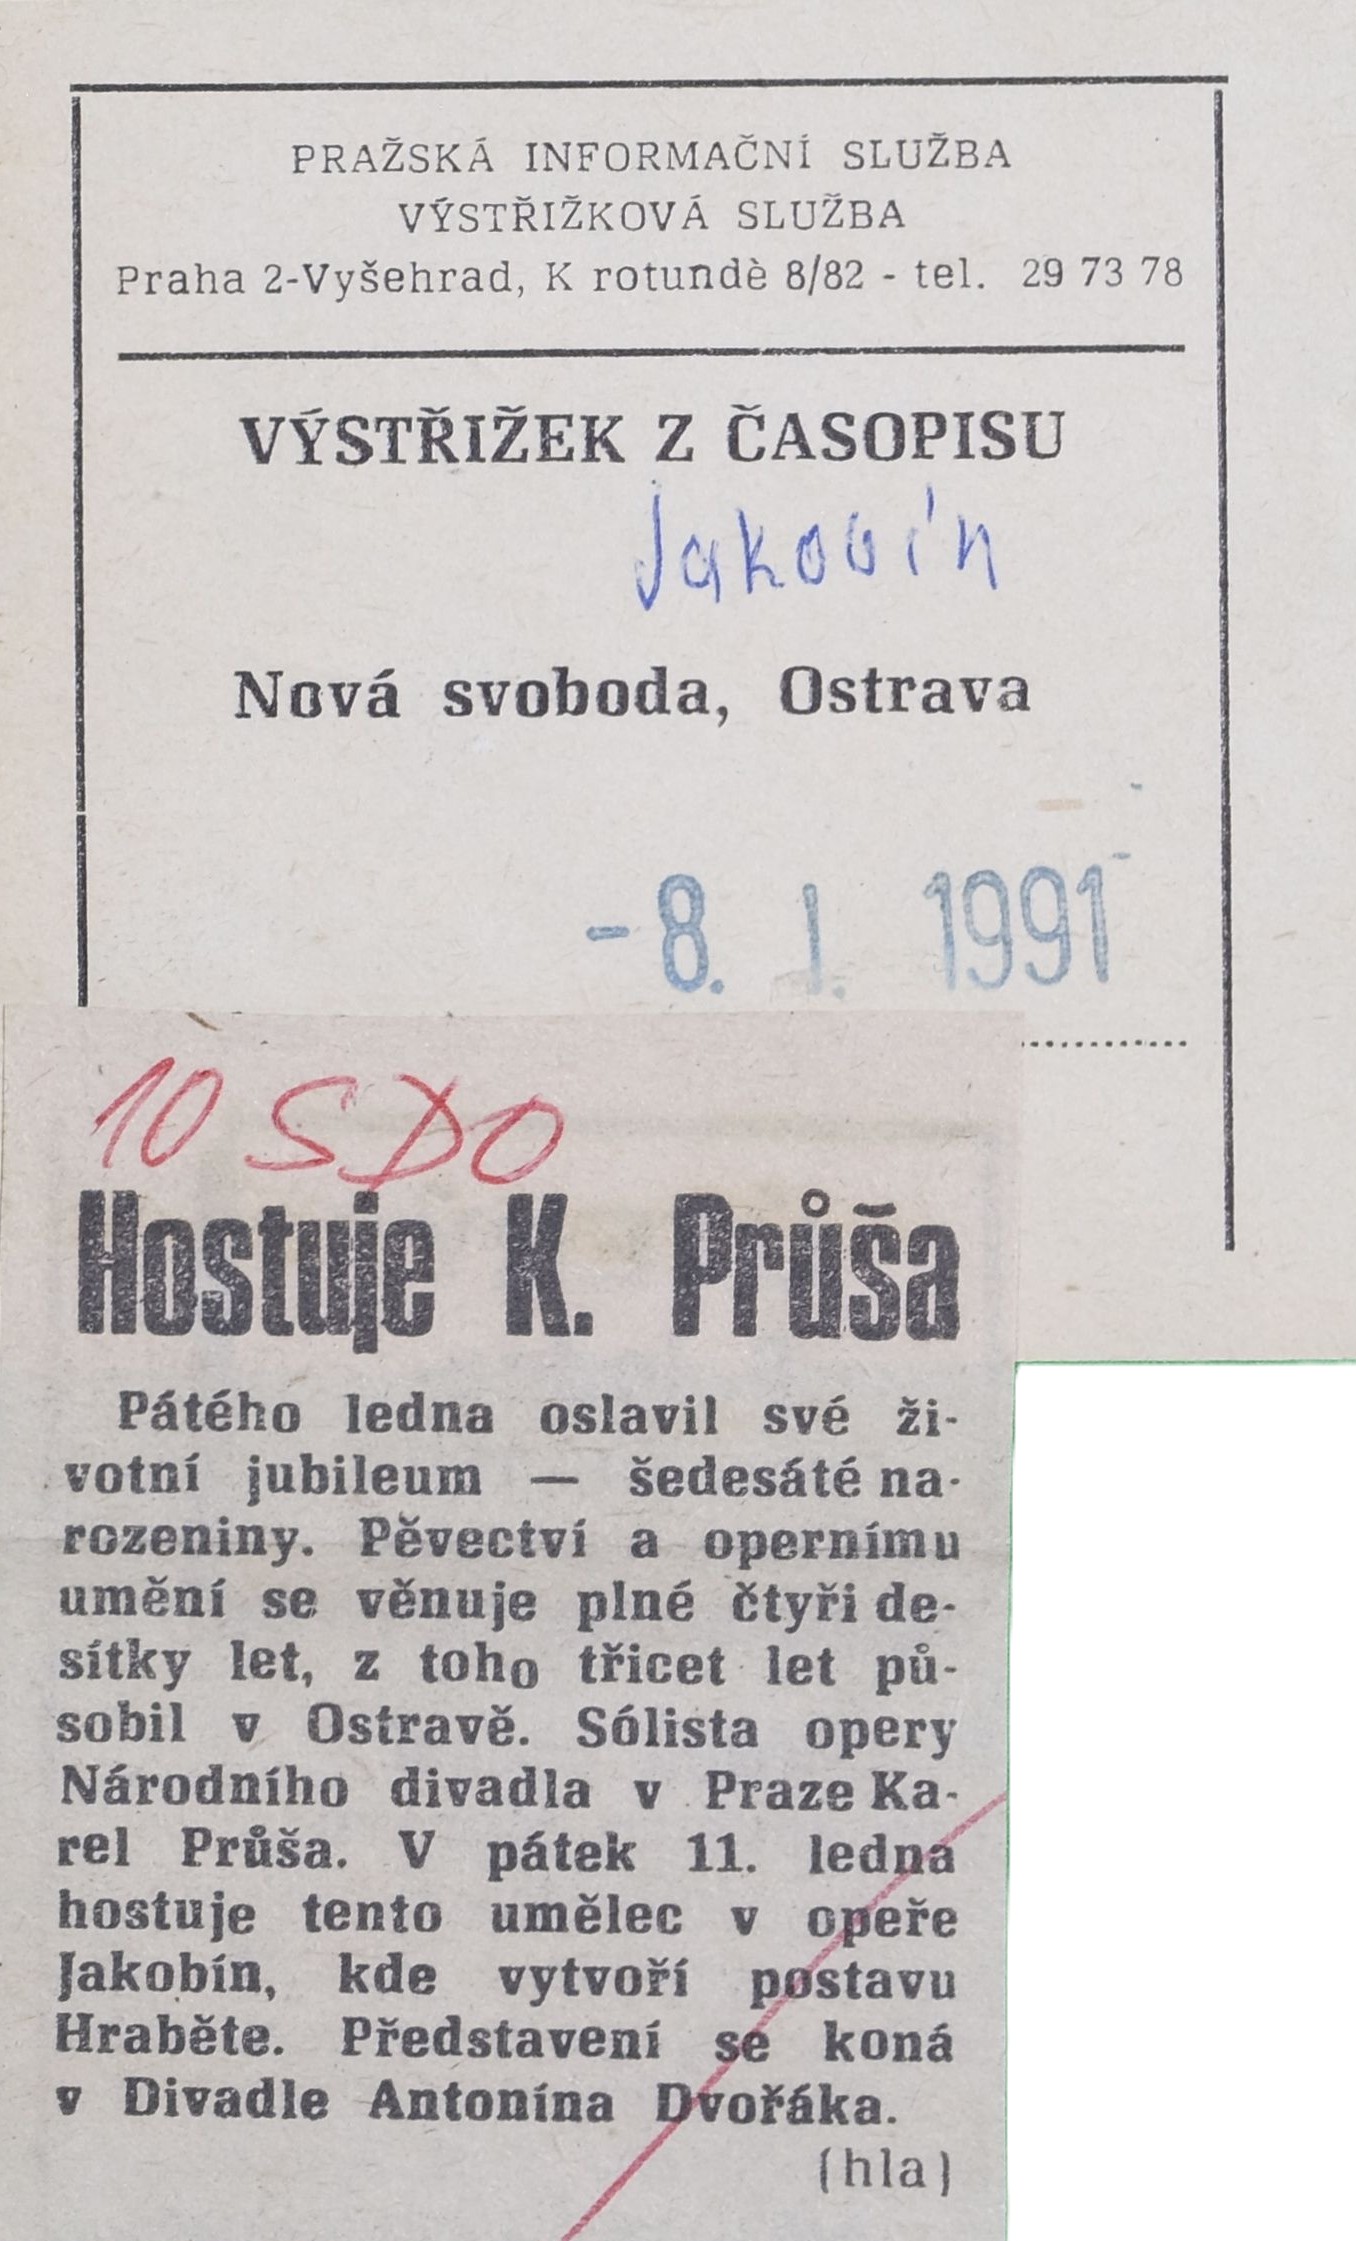 PRAŽSKÁ INFORMAČNÍ SLUŽBA
VÝSTŘIŽKOVÁ SLUŽBA
Praha 2-Vyšehrad, K rotundè 8/82 - tel. 29 73 78
VÝSTŘIŽEK Z ČASOPISU
Jakobín
Nová svoboda, Ostrava
-8. 1. 1991
10 SDO
Hostuje K. Průša
Pátého ledna oslavil své ži-
votní jubileum — šedesáté na-
rozeniny. Pěvectví a opernímu
umění se věnuje plné čtyři de-
sítky let, z toho třicet let pů-
sobil v Ostravě. Sólista opery
Národního divadla v Praze Ka-
rel Průša. V pátek 11. ledna
hostuje tento umělec v opeře
Jakobín, kde vytvoří postavu
Hraběte. Představení se koná
v Divadle Antonína Dvořáka.
(hla)